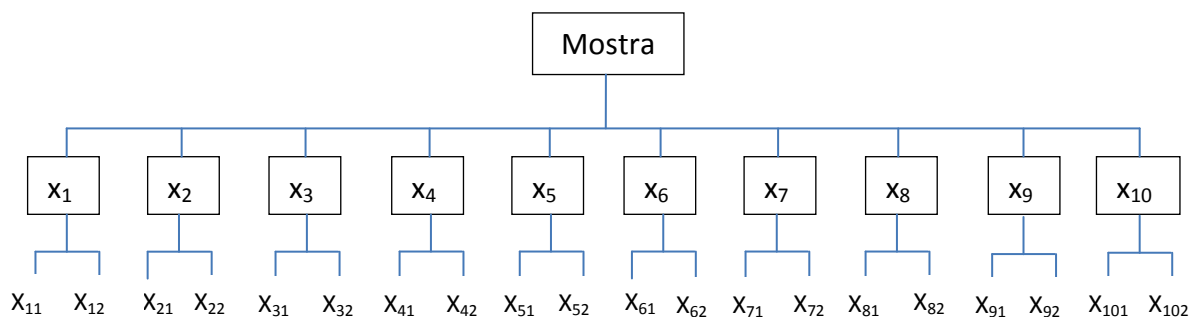 Mostra
x₁ x₂ x₃ x₄ x₅ x₆ x₇ x₈ x₉ x₁₀
X₁₁ X₁₂ X₂₁ X₂₂ X₃₁ X₃₂ X₄₁ X₄₂ X₅₁ X₅₂ X₆₁ X₆₂ X₇₁ X₇₂ X₈₁ X₈₂ X₉₁ X₉₂ X₁₀₁ X₁₀₂